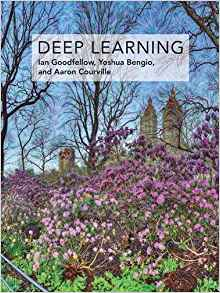 DEEP LEARNING
Ian Goodfellow, Yoshua Bengio,
and Aaron Courville